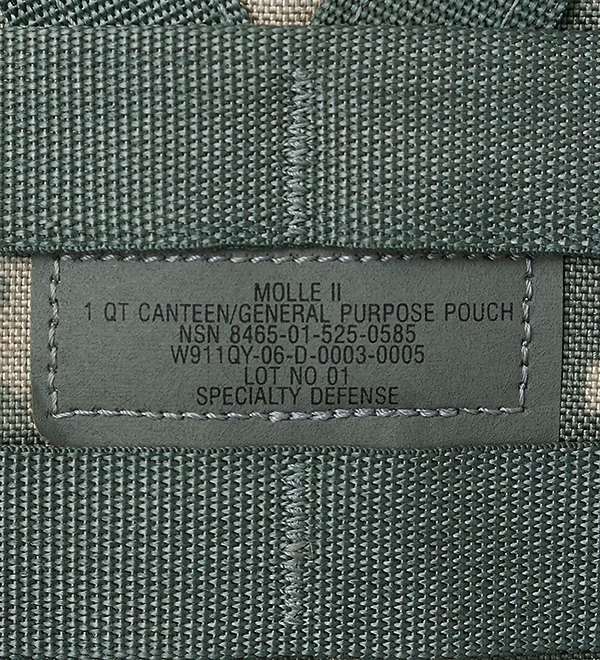 MOLLE II
1 QT CANTEEN/GENERAL PURPOSE POUCH
NSN 8465-01-525-0585
W911QY-06-D-0003-0005
LOT NO 01
SPECIALTY DEFENSE